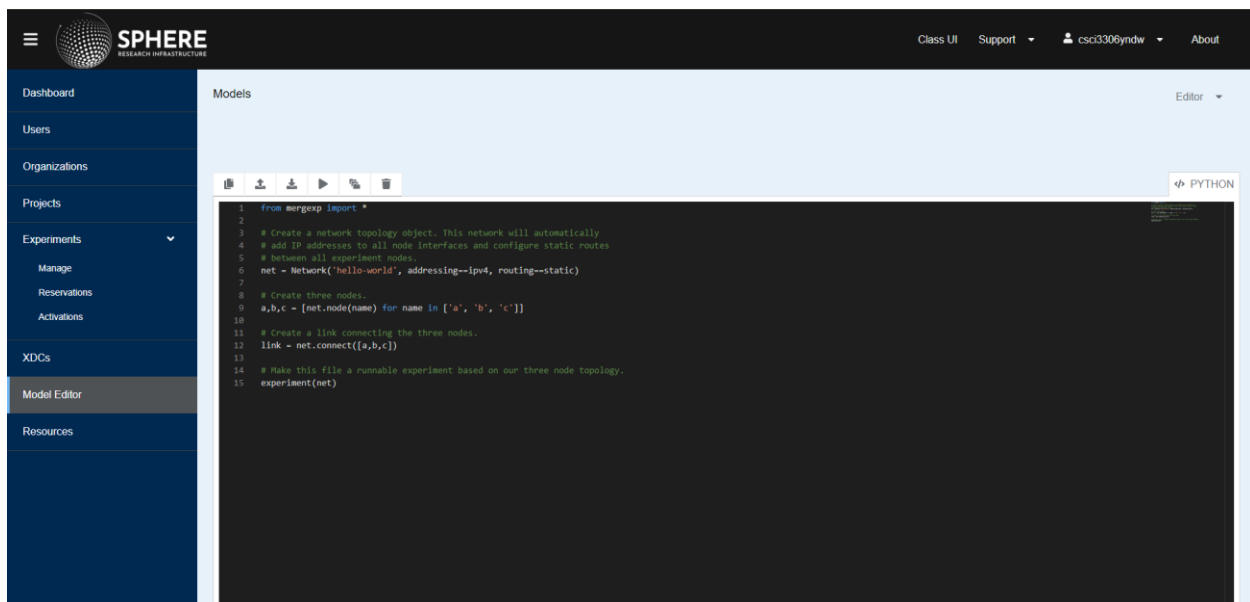 SPHERE
RESEARCH INFRASTRUCTURE
Class UI Support csci3306yndw About
Dashboard
Users
Organizations
Projects
Experiments
Manage
Reservations
Activations
XDCs
Model Editor
Resources
Models
Editor
PYTHON
1 from mergexp import *
2
3 # Create a network topology object. This network will automatically
4 # add IP addresses to all node interfaces and configure static routes
5 # between all experiment nodes.
6 net = Network('hello-world', addressing==ipv4, routing==static)
7
8 # Create three nodes.
9 a,b,c = [net.node(name) for name in ['a', 'b', 'c']]
10
11 # Create a link connecting the three nodes.
12 link = net.connect([a,b,c])
13
14 # Make this file a runnable experiment based on our three node topology.
15 experiment(net)